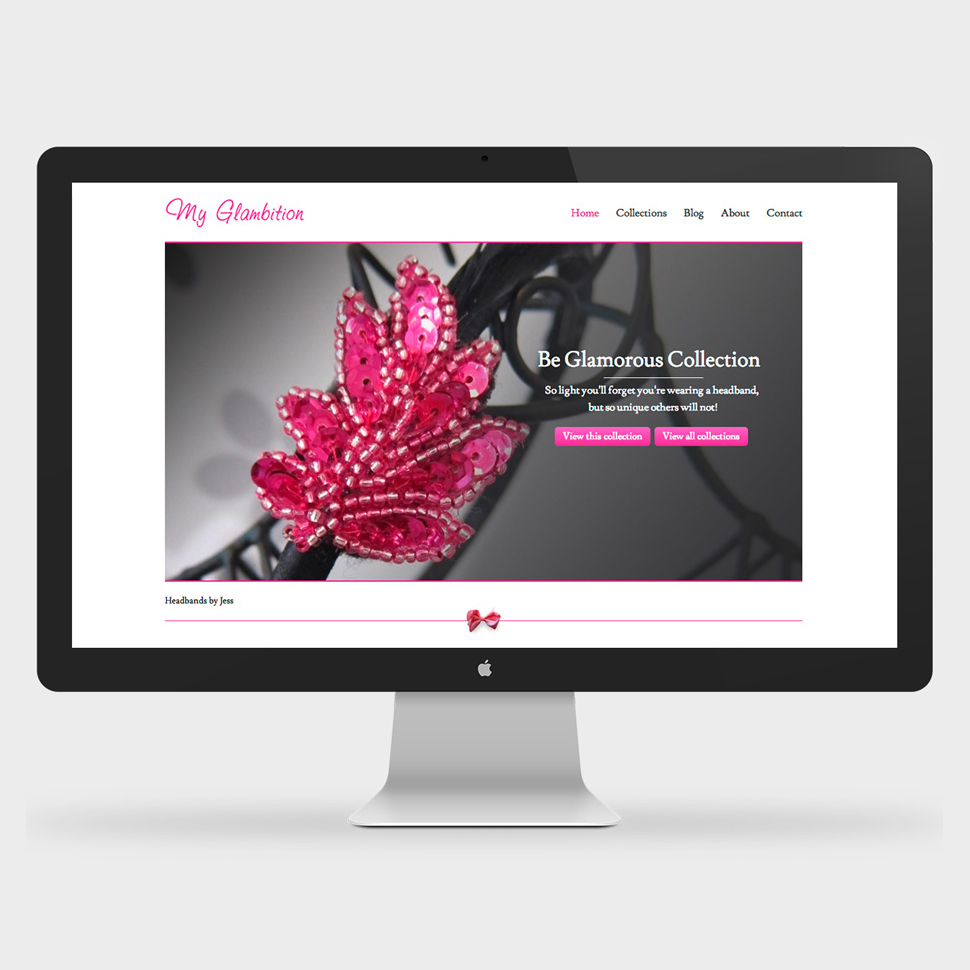 My Glambition
Home Collections Blog About Contact
Be Glamorous Collection
So light you'll forget you're wearing a headband,
but so unique others will not!
View this collection View all collections
Headbands by Jess